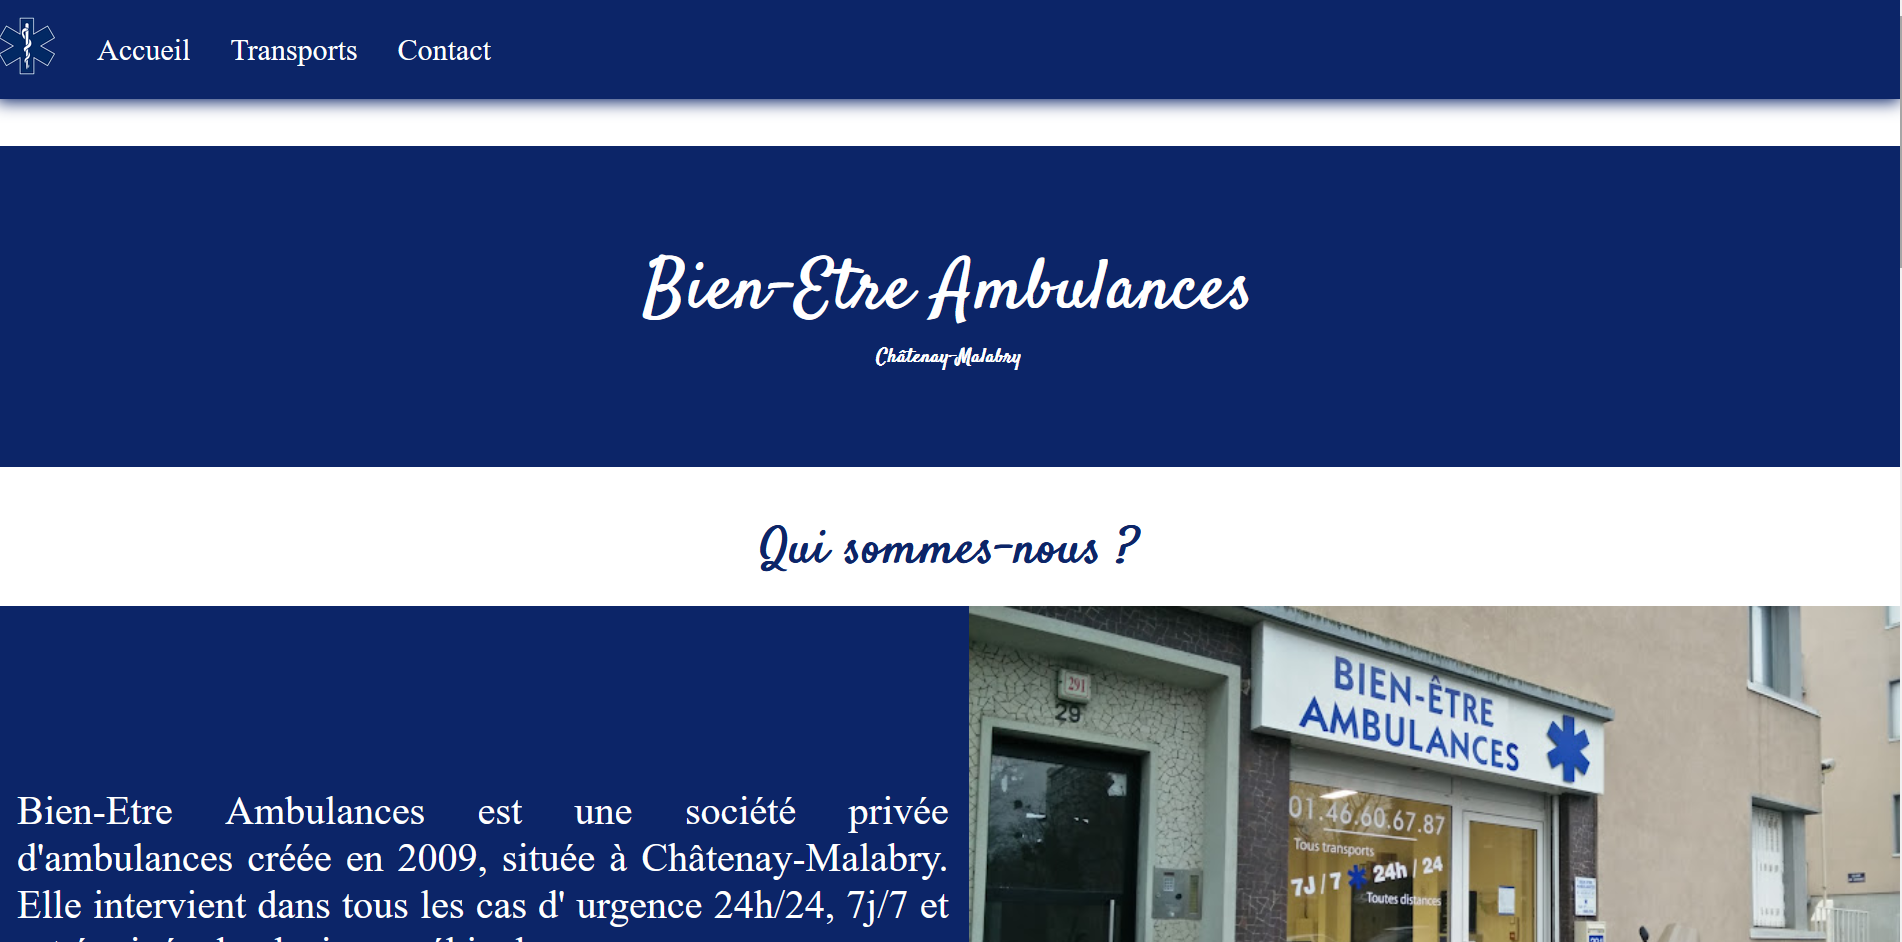 Accueil Transports Contact
Bien-Etre Ambulances
Châtenay-Malabry
Qui sommes-nous ?
Bien-Etre Ambulances est une société privée
d'ambulances créée en 2009, située à Châtenay-Malabry.
Elle intervient dans tous les cas d' urgence 24h/24, 7j/7 et
291
29
BIEN-ÊTRE
AMBULANCES
01.46.60.67.87
Tous transports
7J / 7 24h / 24
Toutes distances